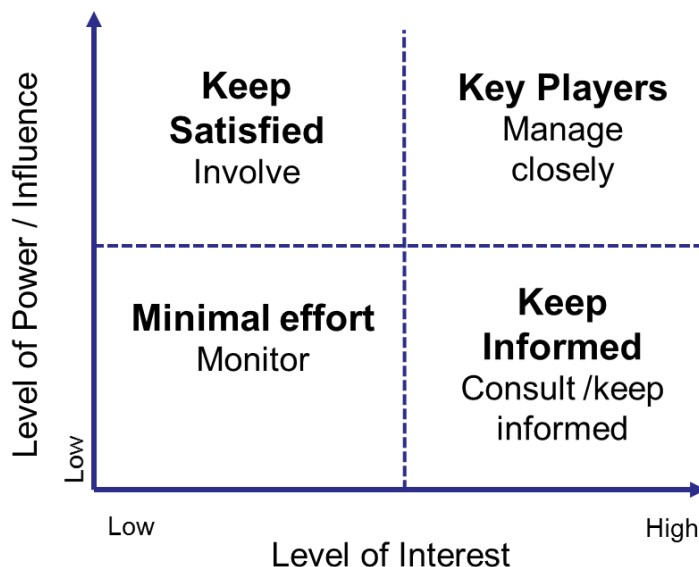 Level of Power / Influence
Low
Keep
Satisfied
Involve
Key Players
Manage
closely
Minimal effort
Monitor
Keep
Informed
Consult /keep
informed
Low
High
Level of Interest